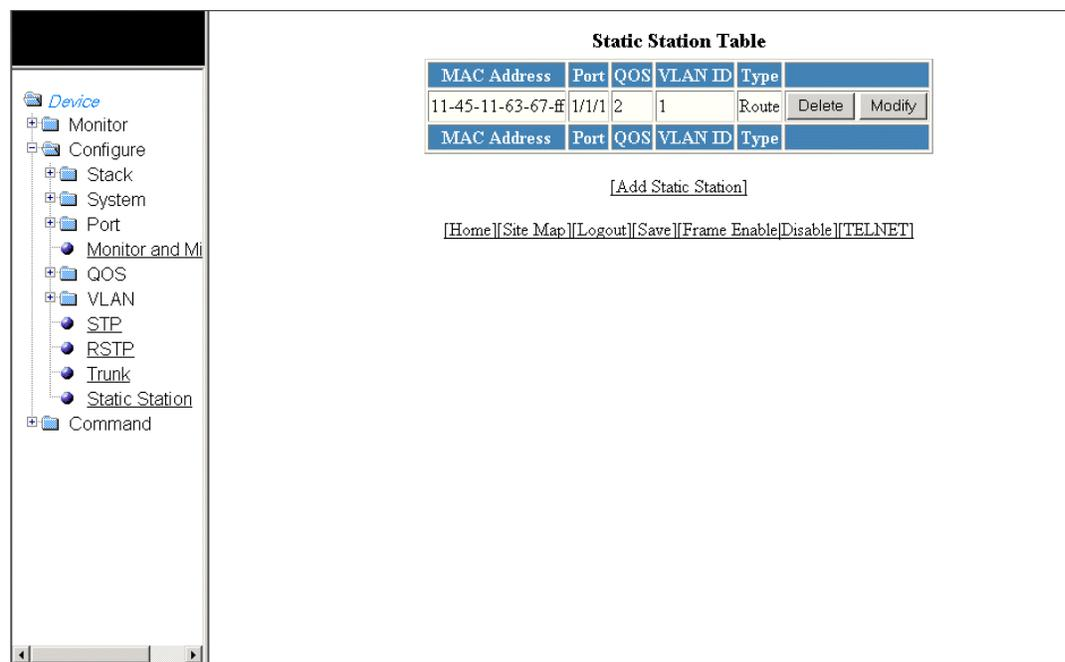 Device
Monitor
Configure
Stack
System
Port
Monitor and Mi
QOS
VLAN
STP
RSTP
Trunk
Static Station
Command
Static Station Table
MAC Address Port QOS VLAN ID Type
11-45-11-63-67-ff 1/1/1 2 1 Route Delete Modify
MAC Address Port QOS VLAN ID Type
[Add Static Station]
[Home][Site Map][Logout][Save][Frame Enable|Disable][TELNET]